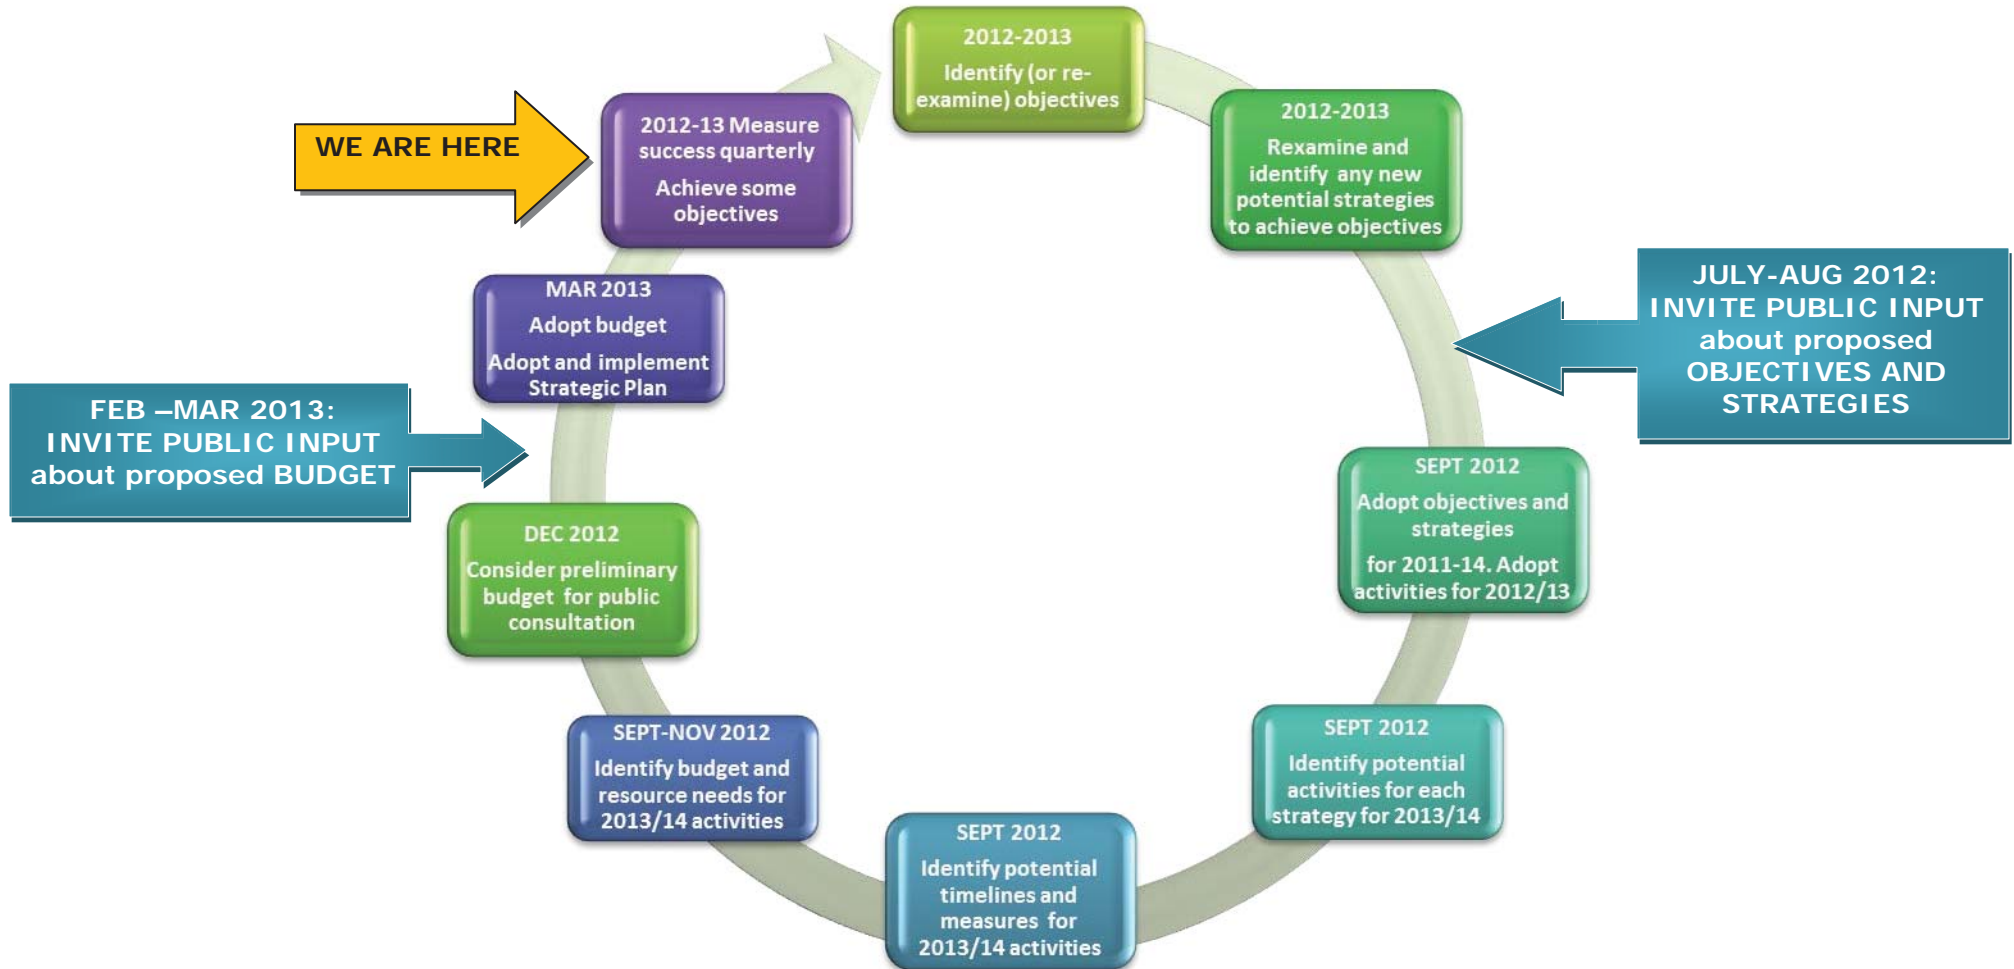 2012-2013
Identify (or re-
examine) objectives
2012-2013
Rexamine and
identify any new
potential strategies
to achieve objectives
JULY-AUG 2012:
INVITE PUBLIC INPUT
about proposed
OBJECTIVES AND
STRATEGIES
SEPT 2012
Adopt objectives and
strategies
for 2011-14. Adopt
activities for 2012/13
SEPT 2012
Identify potential
activities for each
strategy for 2013/14
SEPT 2012
Identify potential
timelines and
measures for
2013/14 activities
SEPT-NOV 2012
Identify budget and
resource needs for
2013/14 activities
DEC 2012
Consider preliminary
budget for public
consultation
FEB –MAR 2013:
INVITE PUBLIC INPUT
about proposed BUDGET
MAR 2013
Adopt budget
Adopt and implement
Strategic Plan
WE ARE HERE
2012-13 Measure
success quarterly
Achieve some
objectives